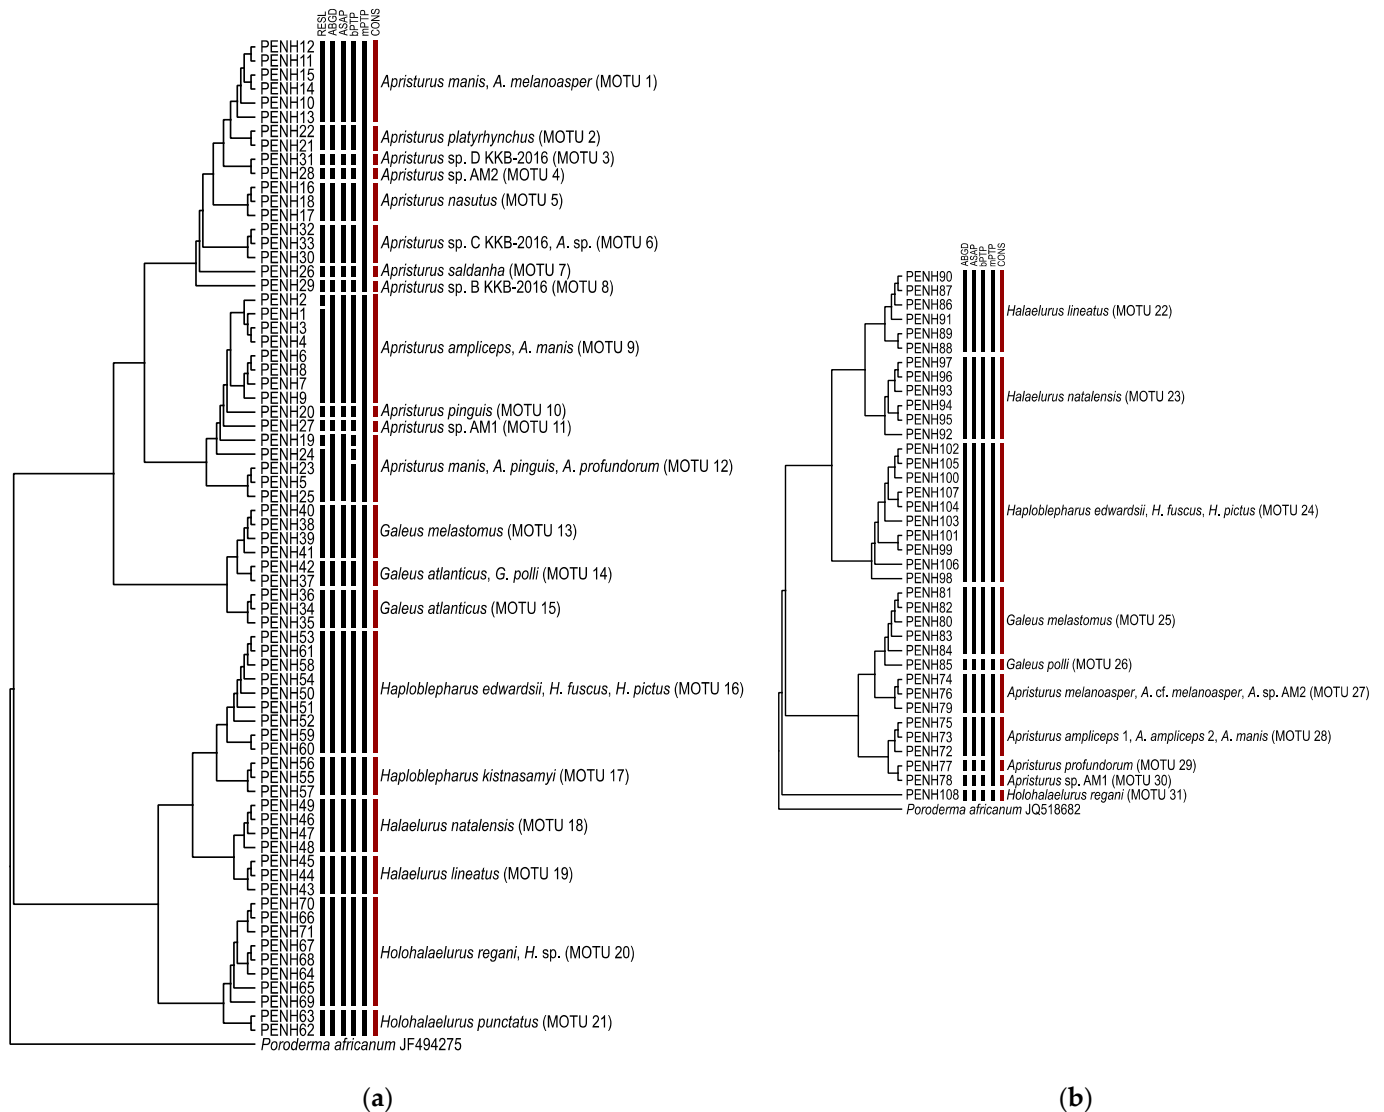 RESL ABGD ASAP bPTP mPTP CONS
PENH12
PENH11
PENH15
PENH14
PENH10
PENH13
Apristurus manis, A. melanoasper (MOTU 1)
PENH22
PENH21
Apristurus platyrhynchus (MOTU 2)
PENH31
Apristurus sp. D KKB-2016 (MOTU 3)
PENH28
Apristurus sp. AM2 (MOTU 4)
PENH16
PENH18
PENH17
Apristurus nasutus (MOTU 5)
PENH32
PENH33
PENH30
Apristurus sp. C KKB-2016, A. sp. (MOTU 6)
PENH26
Apristurus saldanha (MOTU 7)
PENH29
Apristurus sp. B KKB-2016 (MOTU 8)
PENH2
PENH1
PENH3
PENH4
PENH6
PENH8
PENH7
PENH9
Apristurus ampliceps, A. manis (MOTU 9)
PENH20
Apristurus pinguis (MOTU 10)
PENH27
Apristurus sp. AM1 (MOTU 11)
PENH19
PENH24
PENH23
PENH5
PENH25
Apristurus manis, A. pinguis, A. profundorum (MOTU 12)
PENH40
PENH38
PENH39
PENH41
Galeus melastomus (MOTU 13)
PENH42
PENH37
Galeus atlanticus, G. polli (MOTU 14)
PENH36
PENH34
PENH35
Galeus atlanticus (MOTU 15)
PENH53
PENH61
PENH58
PENH54
PENH50
PENH51
PENH52
PENH59
PENH60
Haploblepharus edwardsii, H. fuscus, H. pictus (MOTU 16)
PENH56
PENH55
PENH57
Haploblepharus kistnasamyi (MOTU 17)
PENH49
PENH46
PENH47
PENH48
Halaelurus natalensis (MOTU 18)
PENH45
PENH44
PENH43
Halaelurus lineatus (MOTU 19)
PENH70
PENH66
PENH71
PENH67
PENH68
PENH64
PENH65
PENH69
Holohalaelurus regani, H. sp. (MOTU 20)
PENH63
PENH62
Holohalaelurus punctatus (MOTU 21)
Poroderma africanum JF494275
(a)
ABGD ASAP bPTP mPTP CONS
PENH90
PENH87
PENH86
PENH91
PENH89
PENH88
Halaelurus lineatus (MOTU 22)
PENH97
PENH96
PENH93
PENH94
PENH95
PENH92
Halaelurus natalensis (MOTU 23)
PENH102
PENH105
PENH100
PENH107
PENH104
PENH103
PENH101
PENH99
PENH106
PENH98
Haploblepharus edwardsii, H. fuscus, H. pictus (MOTU 24)
PENH81
PENH82
PENH80
PENH83
PENH84
Galeus melastomus (MOTU 25)
PENH85
Galeus polli (MOTU 26)
PENH74
PENH76
PENH79
Apristurus melanoasper, A. cf. melanoasper, A. sp. AM2 (MOTU 27)
PENH75
PENH73
PENH72
Apristurus ampliceps 1, A. ampliceps 2, A. manis (MOTU 28)
PENH77
Apristurus profundorum (MOTU 29)
PENH78
Apristurus sp. AM1 (MOTU 30)
PENH108
Holohalaelurus regani (MOTU 31)
Poroderma africanum JQ518682
(b)